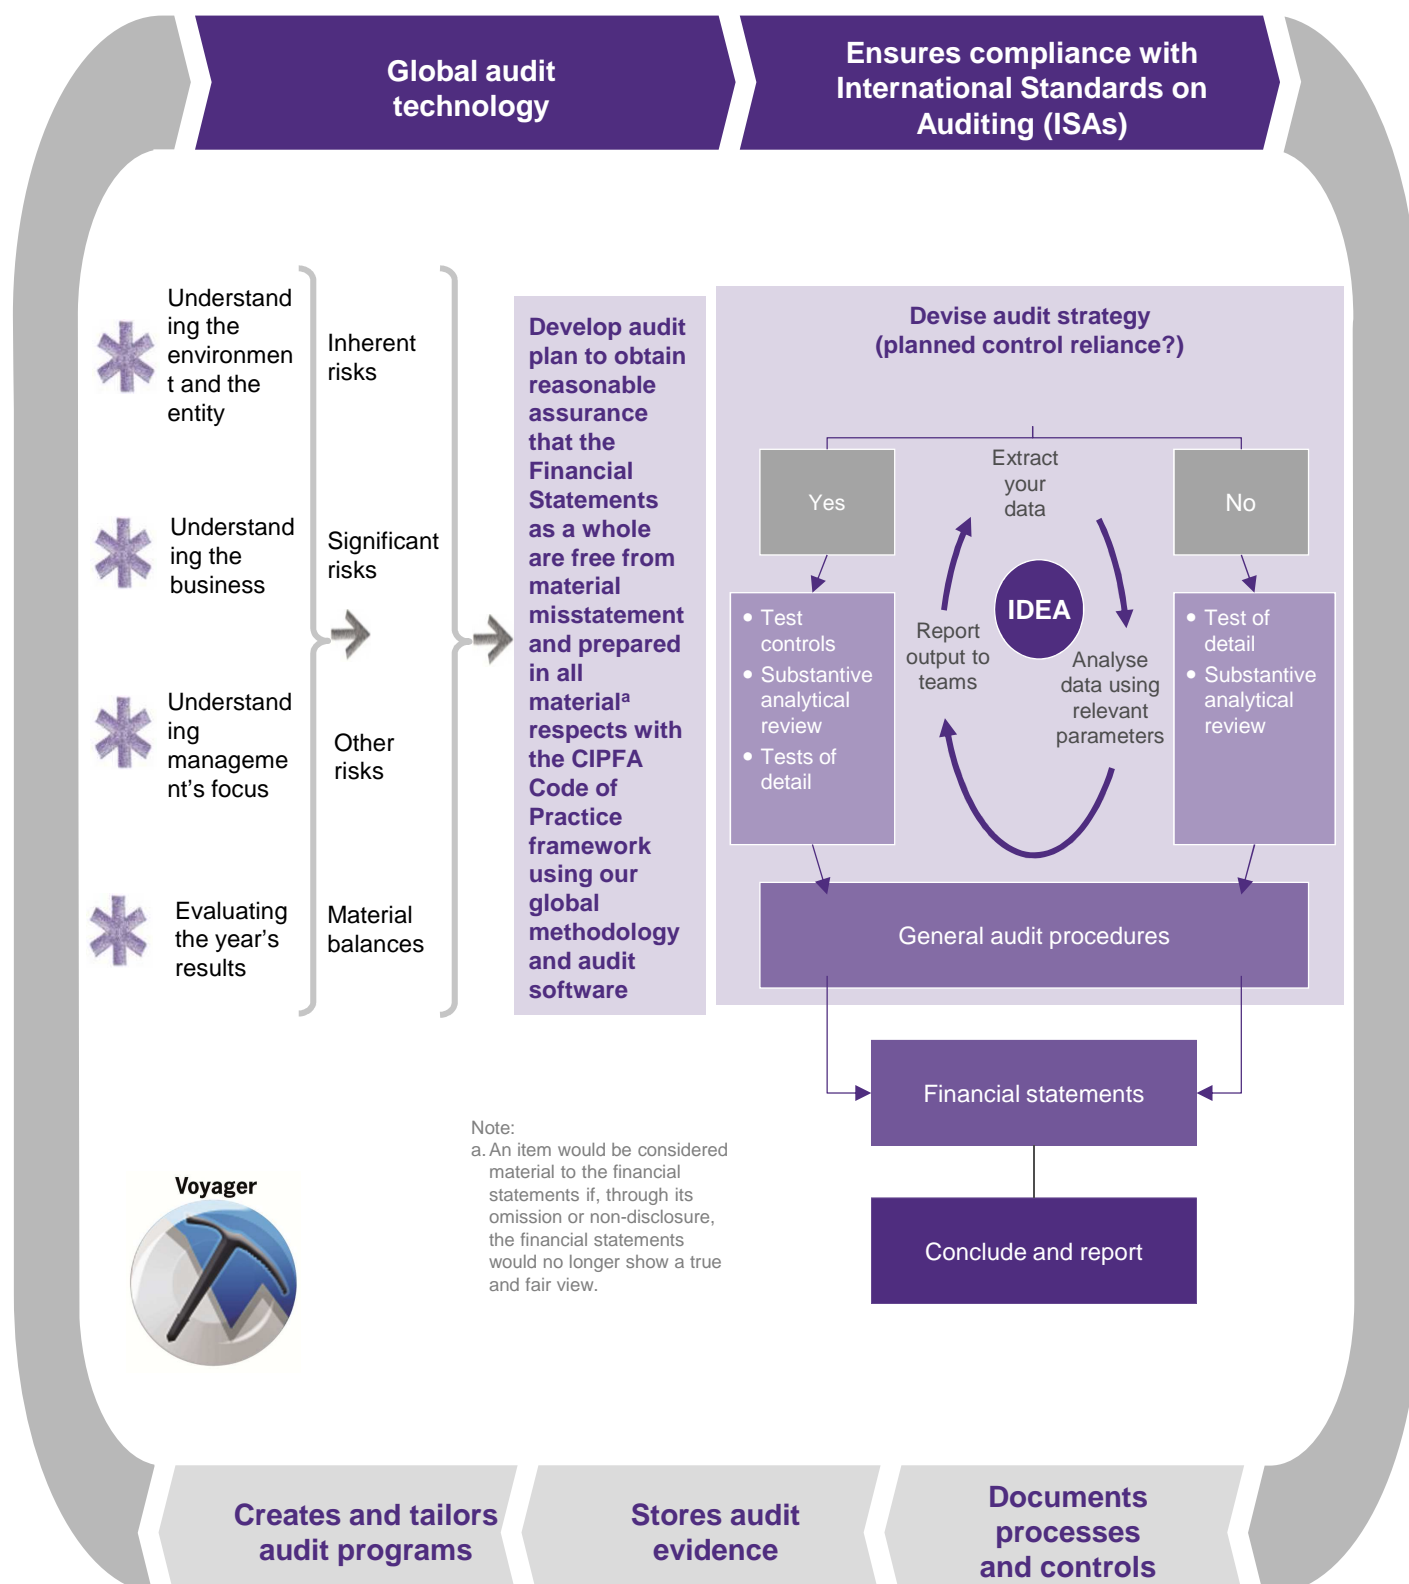 Global audit
technology
Ensures compliance with
International Standards on
Auditing (ISAs)
Understand
ing the
environmen
t and the
entity
Understand
ing the
business
Understand
ing
manageme
nt's focus
Evaluating
the year's
results
Inherent
risks
Significant
risks
Other
risks
Material
balances
Develop audit
plan to obtain
reasonable
assurance
that the
Financial
Statements
as a whole
are free from
material
misstatement
and prepared
in all
materialᵃ
respects with
the CIPFA
Code of
Practice
framework
using our
global
methodology
and audit
software
Devise audit strategy
(planned control reliance?)
Yes
Extract
your
data
No
IDEA
• Test
controls
• Substantive
analytical
review
• Tests of
detail
Report
output to
teams
Analyse
data using
relevant
parameters
• Test of
detail
• Substantive
analytical
review
General audit procedures
Financial statements
Conclude and report
Note:
a. An item would be considered
material to the financial
statements if, through its
omission or non-disclosure,
the financial statements
would no longer show a true
and fair view.
Voyager
Creates and tailors
audit programs
Stores audit
evidence
Documents
processes
and controls